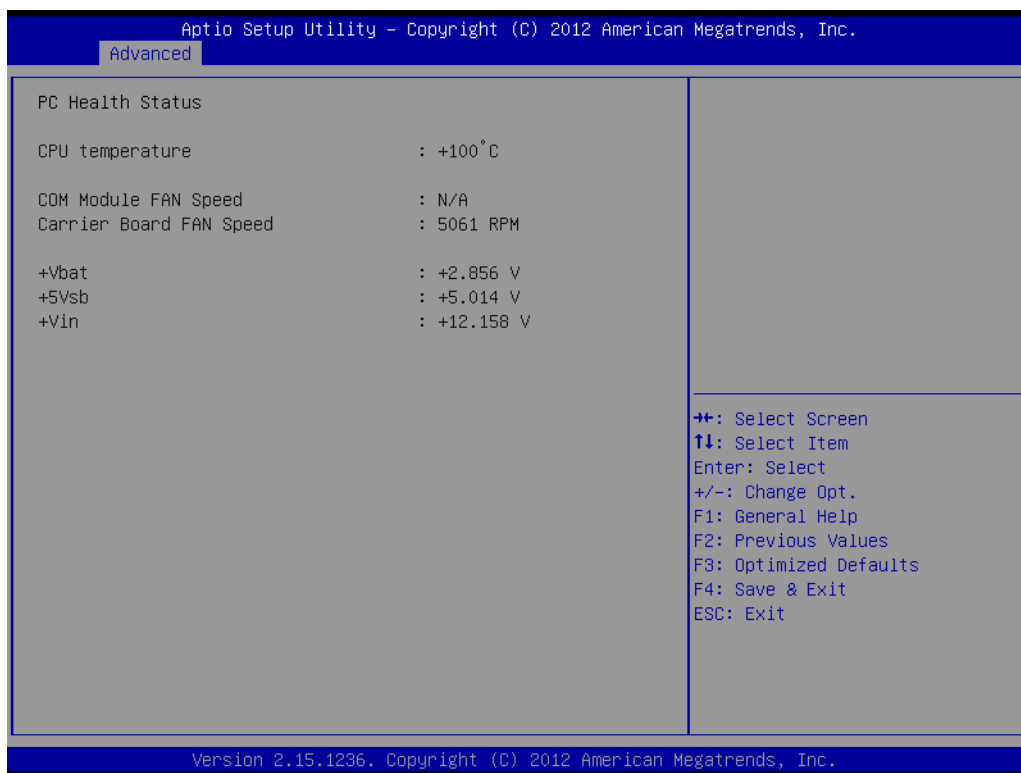 Aptio Setup Utility – Copyright (C) 2012 American Megatrends, Inc.
Advanced
PC Health Status
CPU temperature : +100°C
COM Module FAN Speed : N/A
Carrier Board FAN Speed : 5061 RPM
+Vbat : +2.856 V
+5Vsb : +5.014 V
+Vin : +12.158 V
→←: Select Screen
↑↓: Select Item
Enter: Select
+/-: Change Opt.
F1: General Help
F2: Previous Values
F3: Optimized Defaults
F4: Save & Exit
ESC: Exit
Version 2.15.1236. Copyright (C) 2012 American Megatrends, Inc.